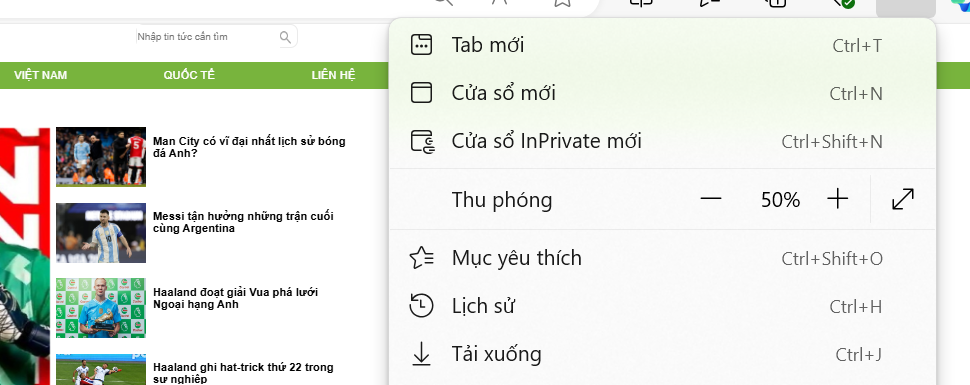 Nhập tin tức cần tìm
VIỆT NAM
QUỐC TẾ
LIÊN HỆ
Man City có vĩ đại nhất lịch sử bóng
đá Anh?
Messi tận hưởng những trận cuối
cùng Argentina
Haaland đoạt giải Vua phá lưới
Ngoại hạng Anh
Haaland ghi hat-trick thứ 22 trong
sự nghiệp
Tab mới Ctrl+T
Cửa sổ mới Ctrl+N
Cửa sổ InPrivate mới Ctrl+Shift+N
Thu phóng — 50% +
Mục yêu thích Ctrl+Shift+O
Lịch sử Ctrl+H
Tải xuống Ctrl+J